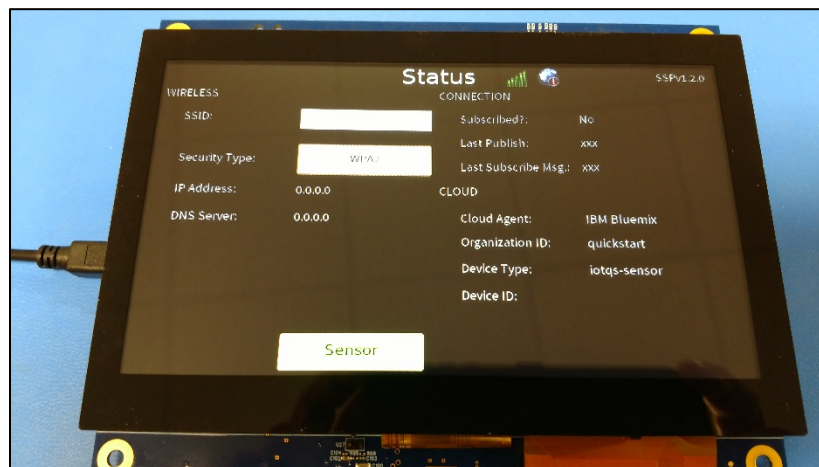 Status
SSPv1.2.0
WIRELESS
SSID:
Security Type: WPA2
IP Address: 0.0.0.0
DNS Server: 0.0.0.0
CONNECTION
Subscribed?: No
Last Publish: xxx
Last Subscribe Msg.: xxx
CLOUD
Cloud Agent: IBM Bluemix
Organization ID: quickstart
Device Type: iotqs-sensor
Device ID:
Sensor